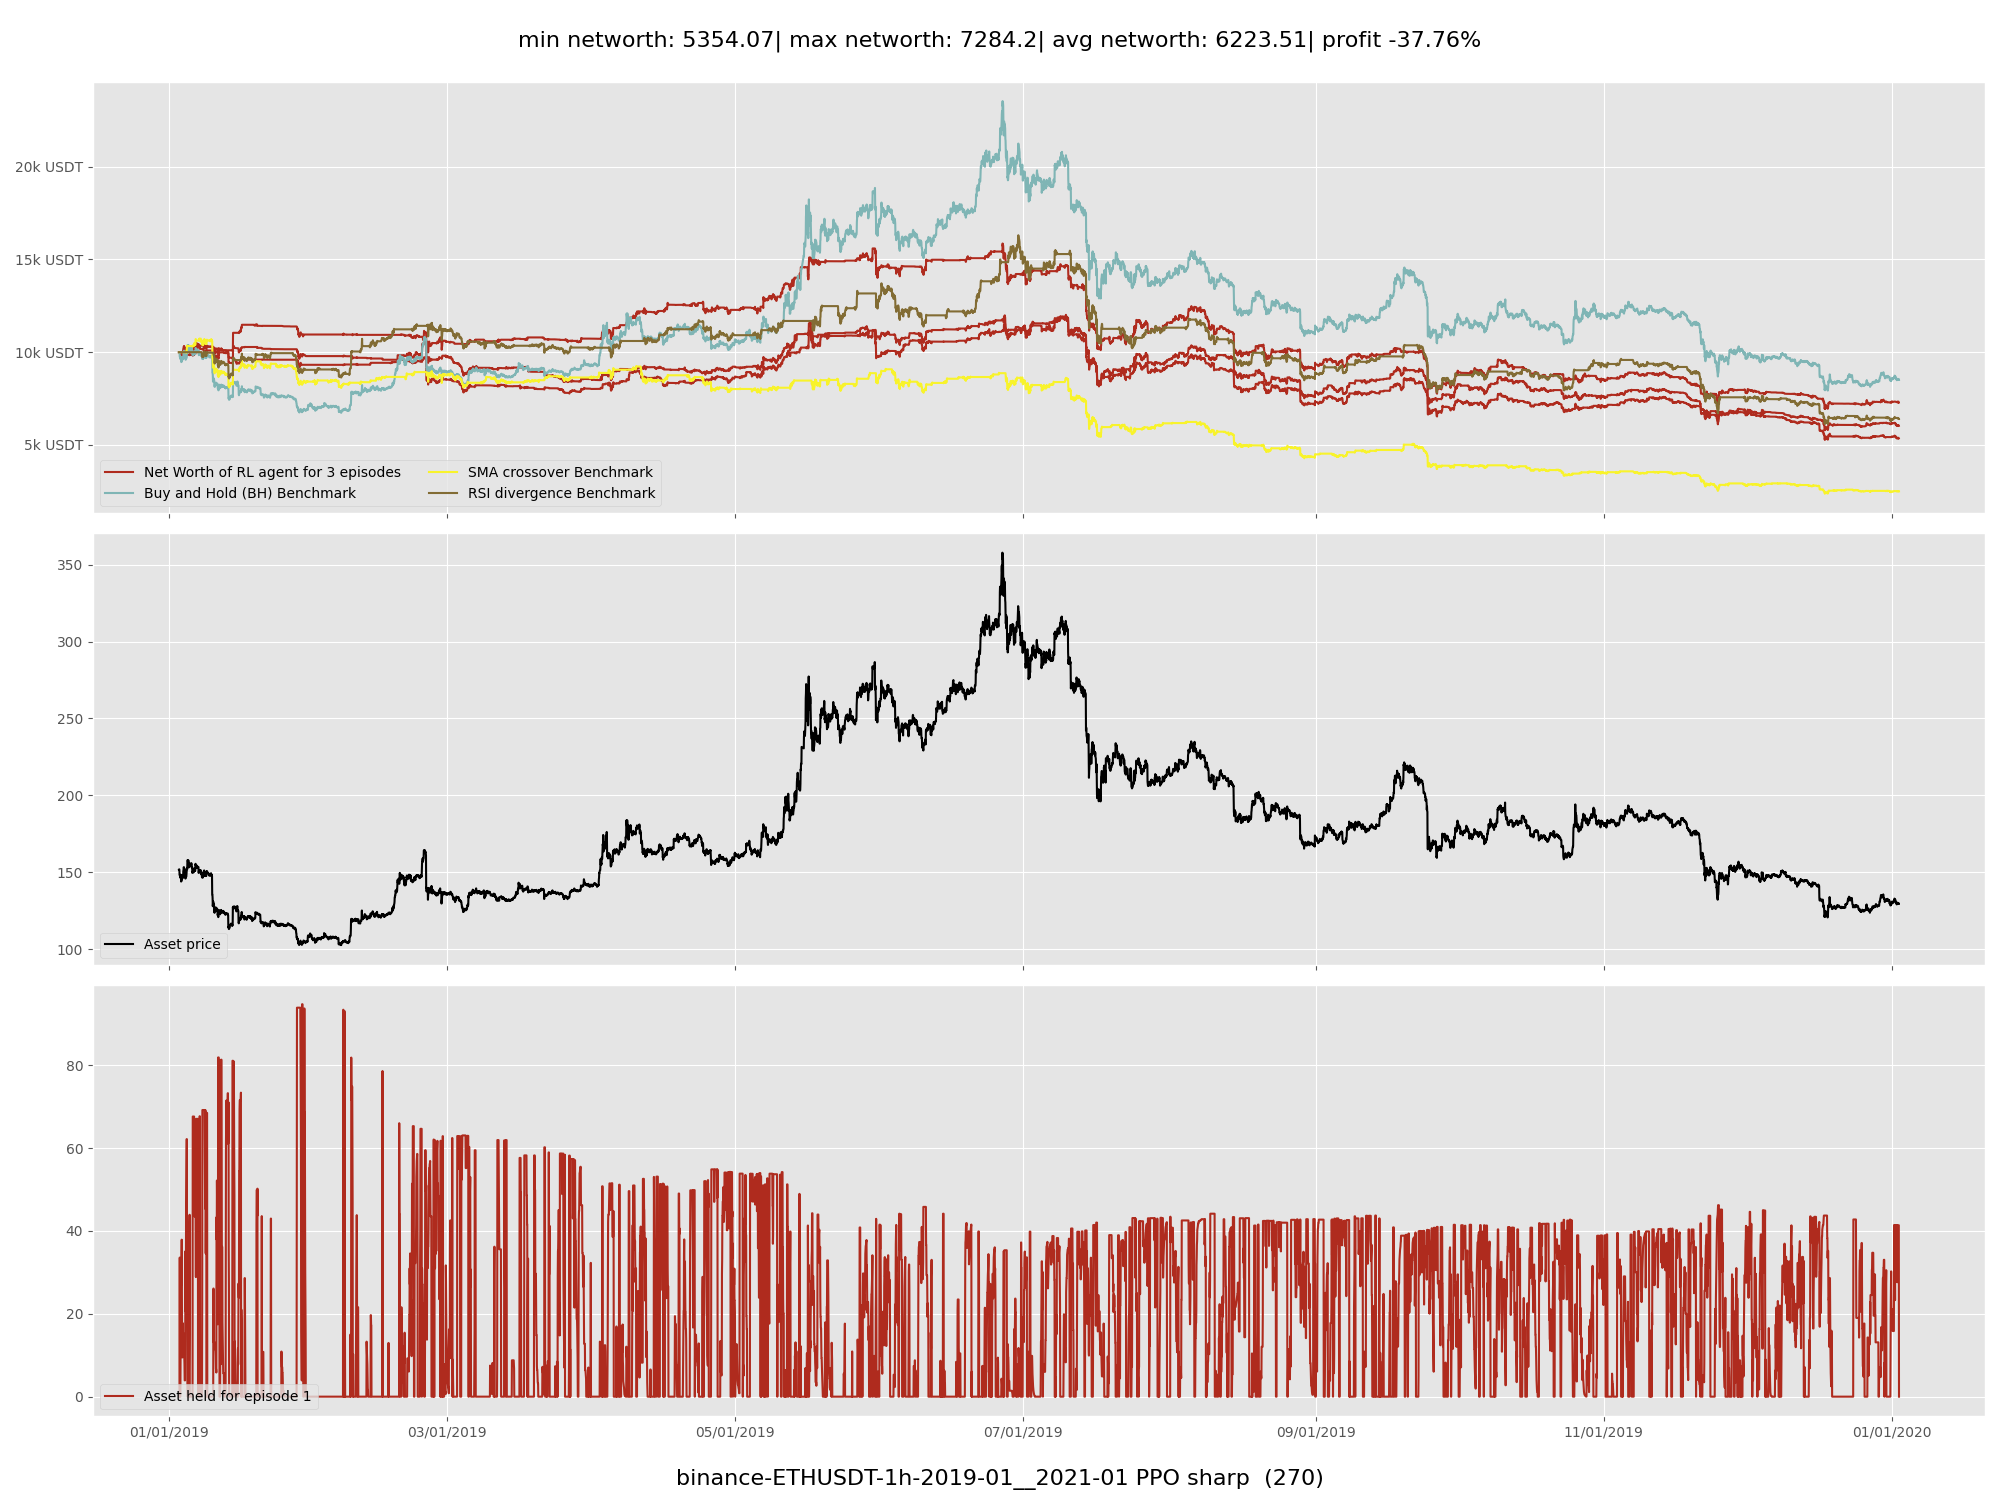 min networth: 5354.07| max networth: 7284.2| avg networth: 6223.51| profit -37.76%
20k USDT
15k USDT
10k USDT
5k USDT
Net Worth of RL agent for 3 episodes
Buy and Hold (BH) Benchmark
SMA crossover Benchmark
RSI divergence Benchmark
350
300
250
200
150
100
Asset price
80
60
40
20
0
Asset held for episode 1
01/01/2019
03/01/2019
05/01/2019
07/01/2019
09/01/2019
11/01/2019
01/01/2020
binance-ETHUSDT-1h-2019-01__2021-01 PPO sharp  (270)